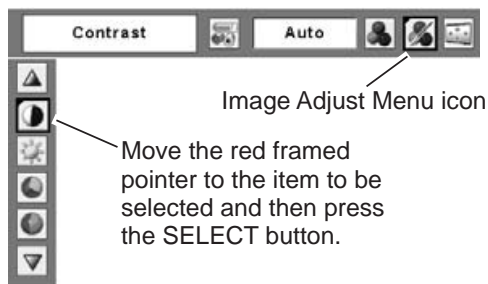 Contrast
Auto
Image Adjust Menu icon
Move the red framed
pointer to the item to be
selected and then press
the SELECT button.